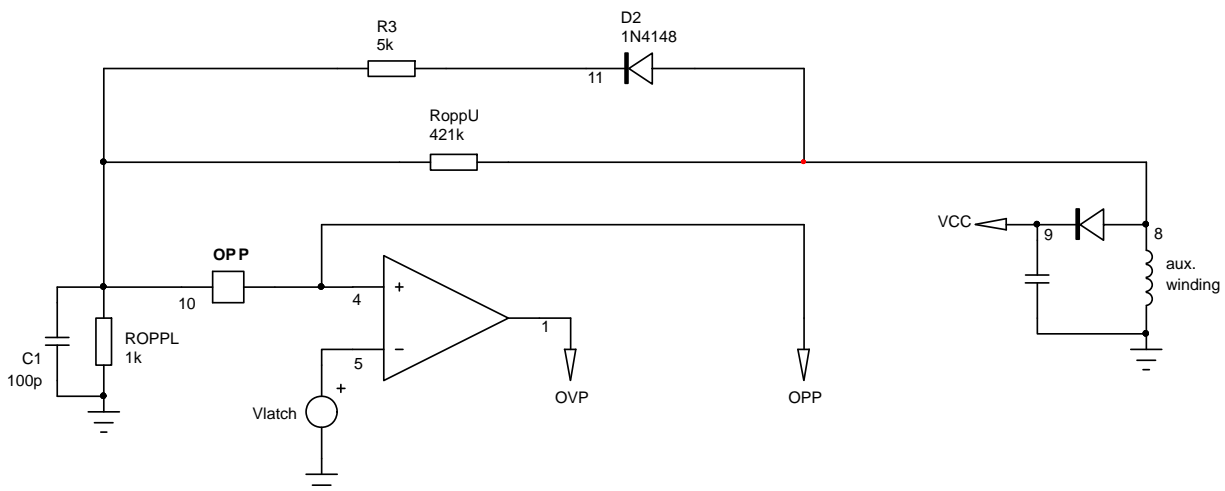 D2
1N4148
R3
5k
11
RoppU
421k
VCC
9
8
aux.
winding
OPP
10
4
+
1
5
−
ROPPL
1k
C1
100p
+
Vlatch
OVP
OPP